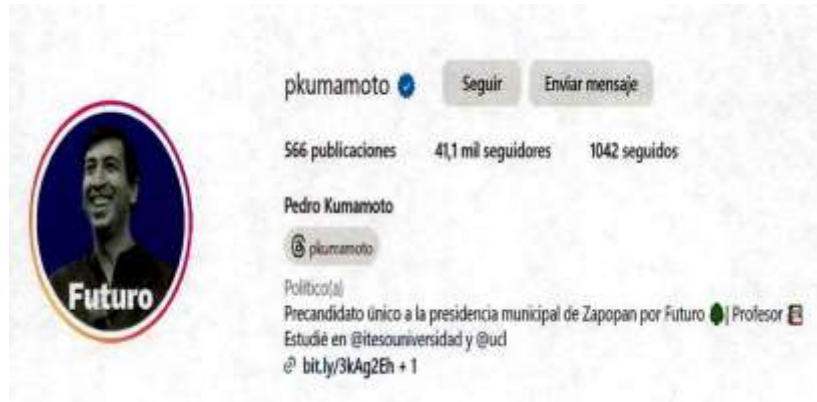 pkumamoto
Seguir
Enviar mensaje
566 publicaciones
41,1 mil seguidores
1042 seguidos
Pedro Kumamoto
pkumamoto
Político(a)
Precandidato único a la presidencia municipal de Zapopan por Futuro | Profesor
Estudié en @itesouniversidad y @ucl
bit.ly/3kAg2Eh + 1
Futuro